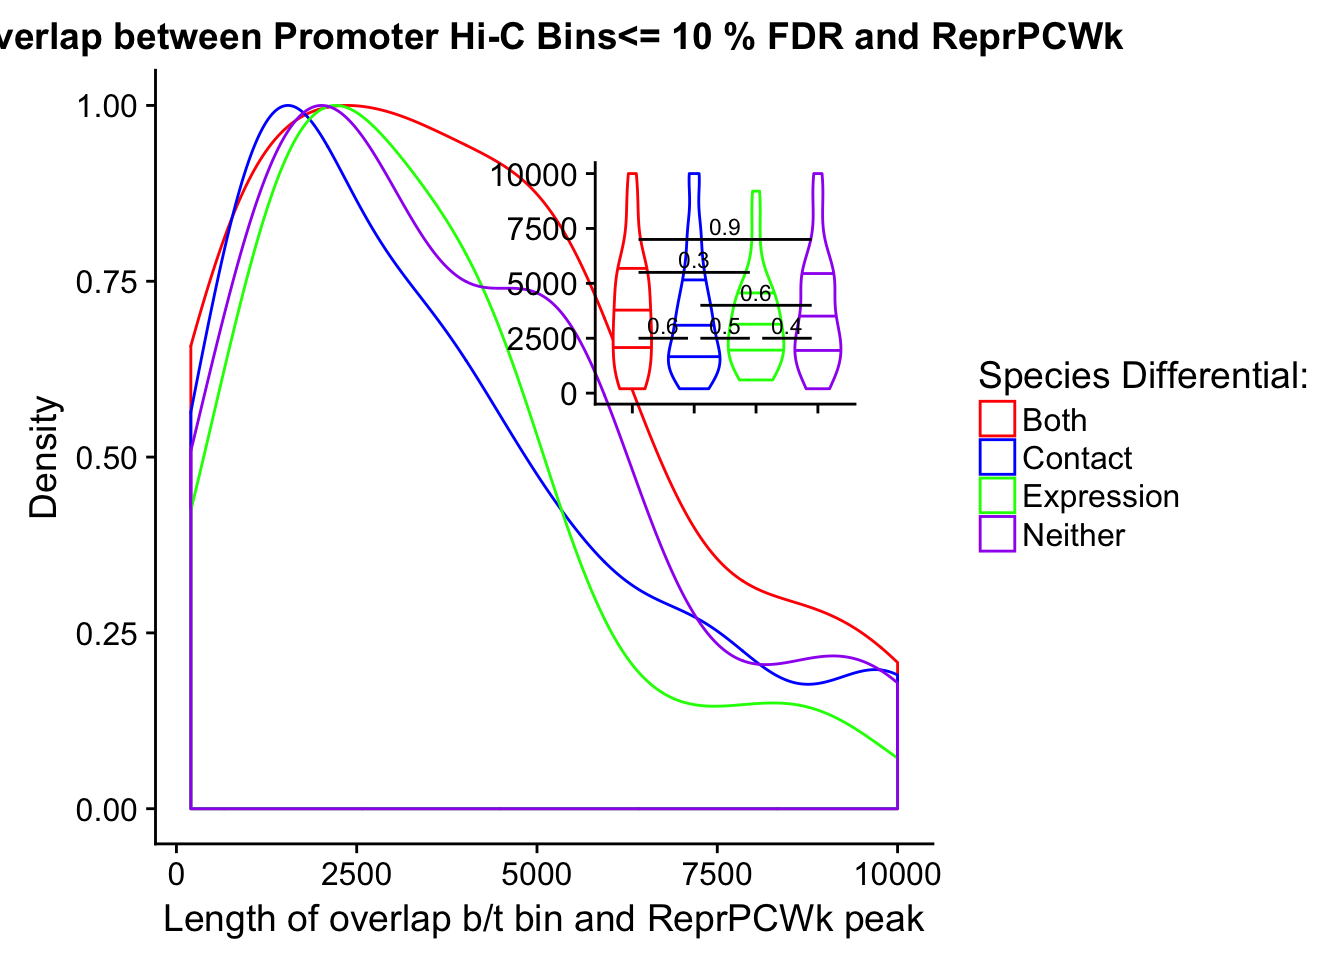 verlap between Promoter Hi-C Bins<= 10 % FDR and ReprPCWk
1.00
0.75
0.50
0.25
0.00
Density
0
2500
5000
7500
10000
Length of overlap b/t bin and ReprPCWk peak
10000
7500
5000
2500
0
0.9
0.3
0.6
0.6
0.5
0.4
Species Differential:
Both
Contact
Expression
Neither